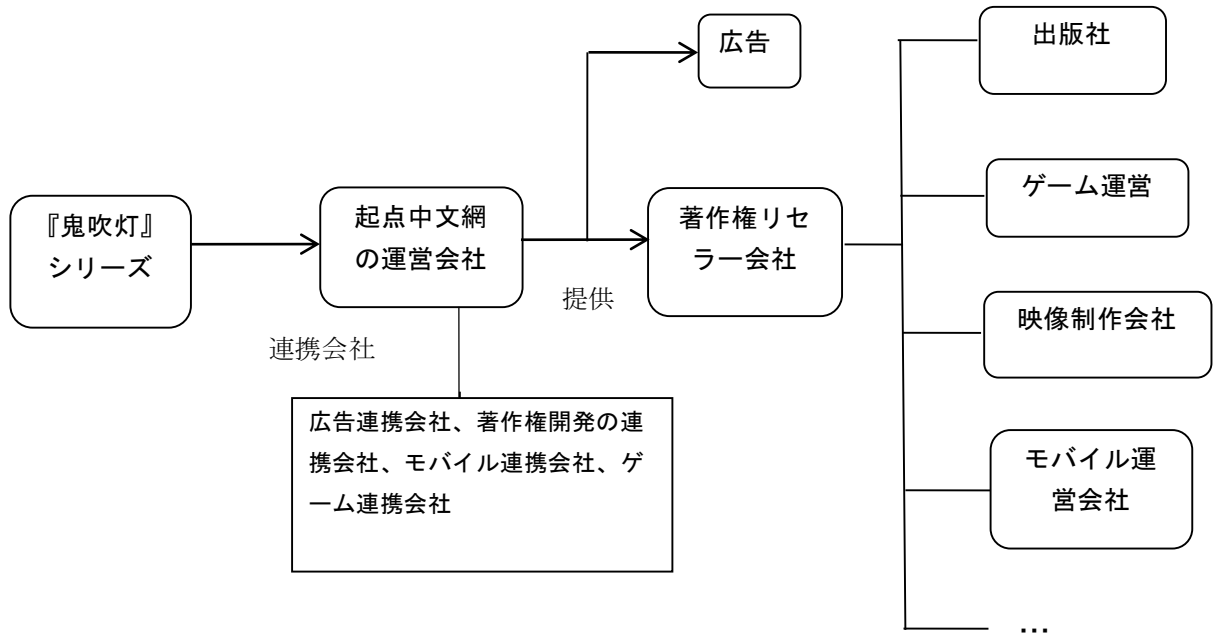 広告
出版社
『鬼吹灯』
シリーズ
起点中文網
の運営会社
提供
著作権リセ
ラー会社
ゲーム運営
映像制作会社
モバイル運
営会社
…
連携会社
広告連携会社、著作権開発の連
携会社、モバイル連携会社、ゲ
ーム連携会社